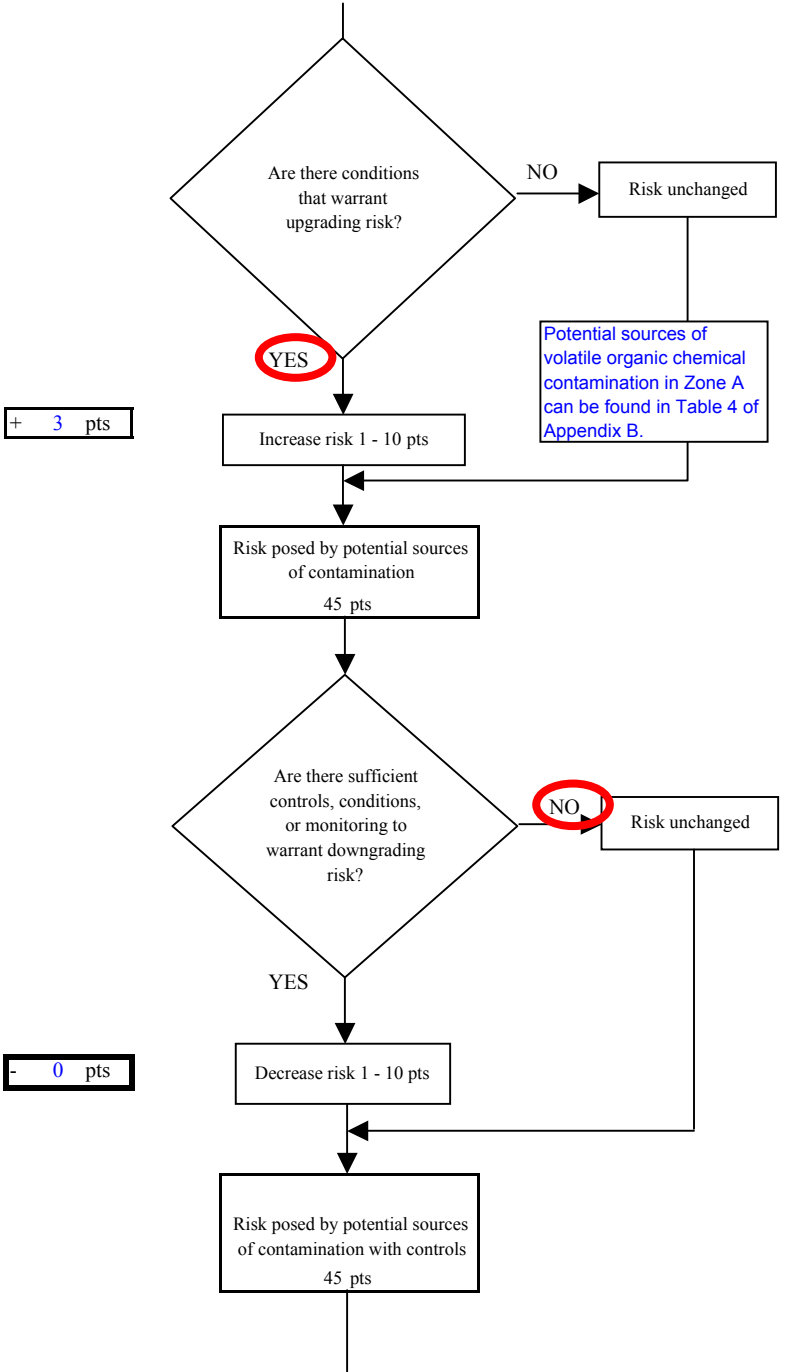 Are there conditions
that warrant
upgrading risk?
NO
Risk unchanged
YES
Potential sources of
volatile organic chemical
contamination in Zone A
can be found in Table 4 of
Appendix B.
+ 3 pts
Increase risk 1 - 10 pts
Risk posed by potential sources
of contamination
45 pts
Are there sufficient
controls, conditions,
or monitoring to
warrant downgrading
risk?
NO
Risk unchanged
YES
- 0 pts
Decrease risk 1 - 10 pts
Risk posed by potential sources
of contamination with controls
45 pts